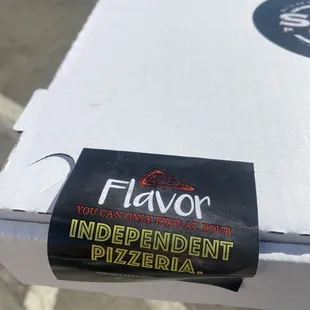 Flavor
YOU CAN ONLY FIND AT YOUR
INDEPENDENT
PIZZERIA.